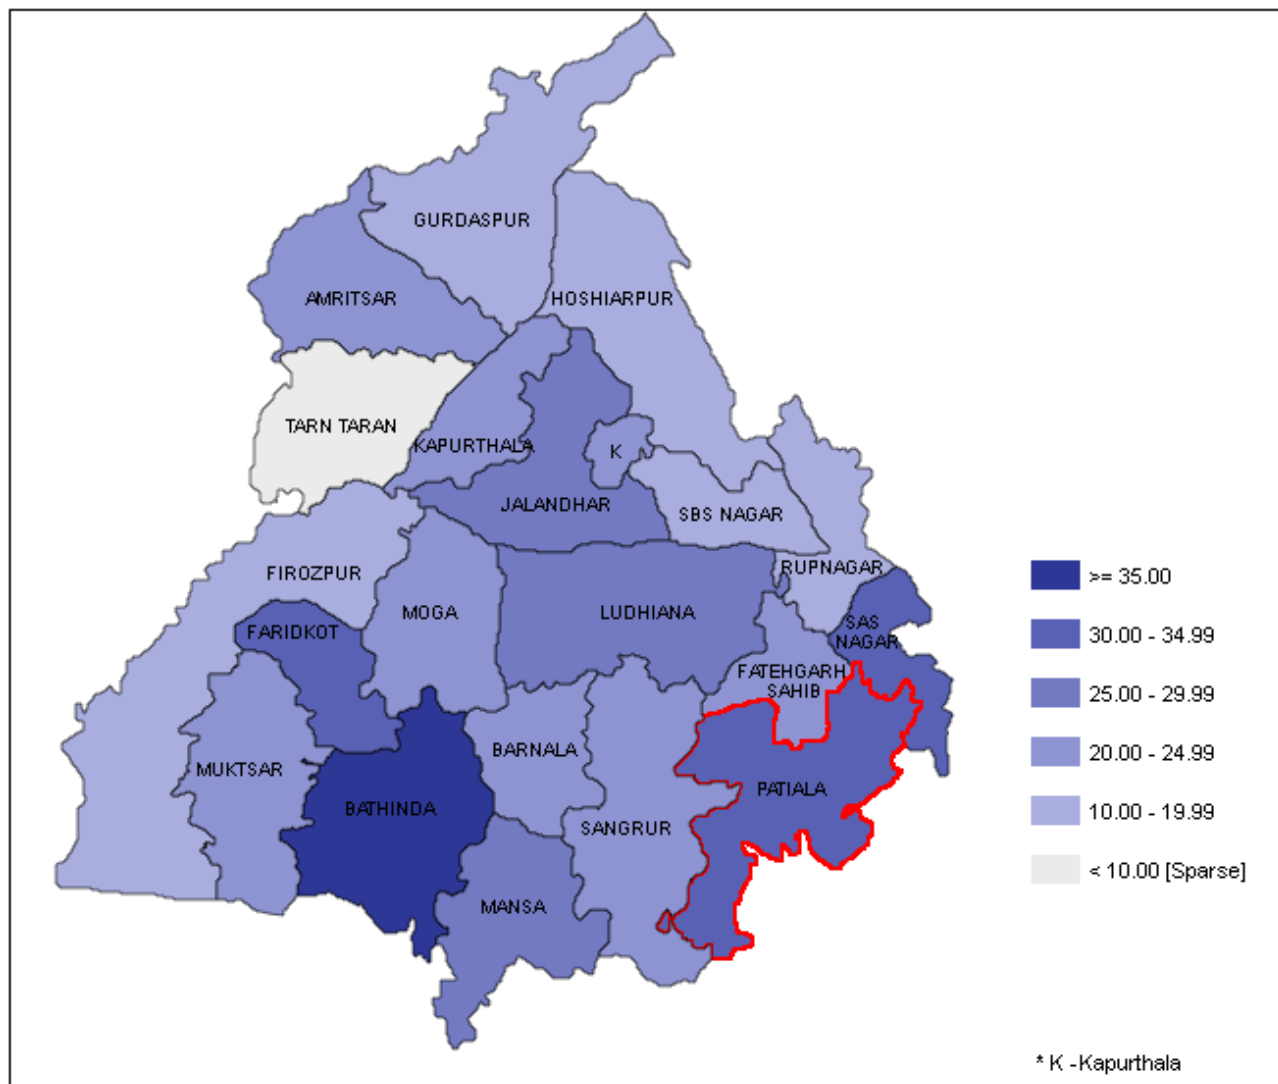 GURDASPUR
AMRITSAR
HOSHIARPUR
TARN TARAN
KAPURTHALA
K
JALANDHAR
SBS NAGAR
FIROZPUR
RUPNAGAR
MOGA
LUDHIANA
FARIDKOT
SAS
NAGAR
FATEHGARH
SAHIB
BARNALA
MUKTSAR
PATIALA
BATHINDA
SANGRUR
MANSA
>= 35.00
30.00 - 34.99
25.00 - 29.99
20.00 - 24.99
10.00 - 19.99
< 10.00 [Sparse]
* K -Kapurthala